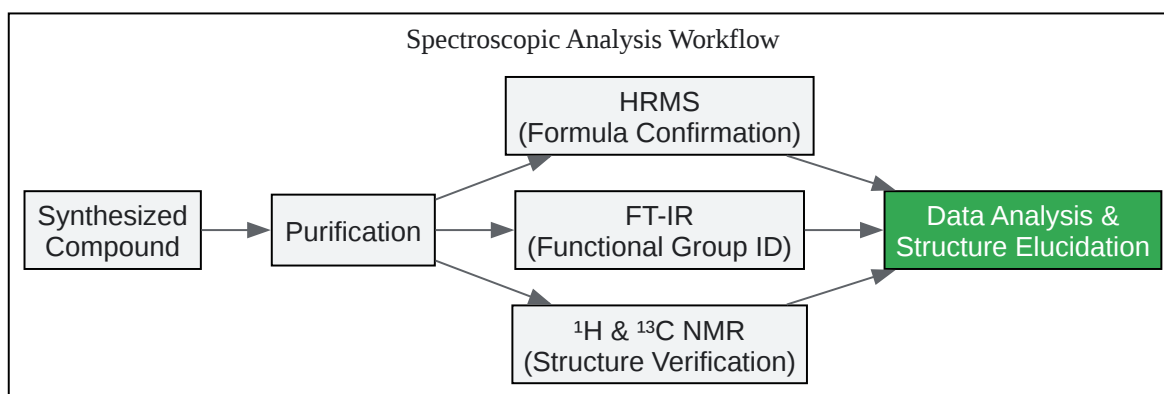 Spectroscopic Analysis Workflow
Synthesized
Compound
Purification
HRMS
(Formula Confirmation)
FT-IR
(Functional Group ID)
¹H & ¹³C NMR
(Structure Verification)
Data Analysis &
Structure Elucidation